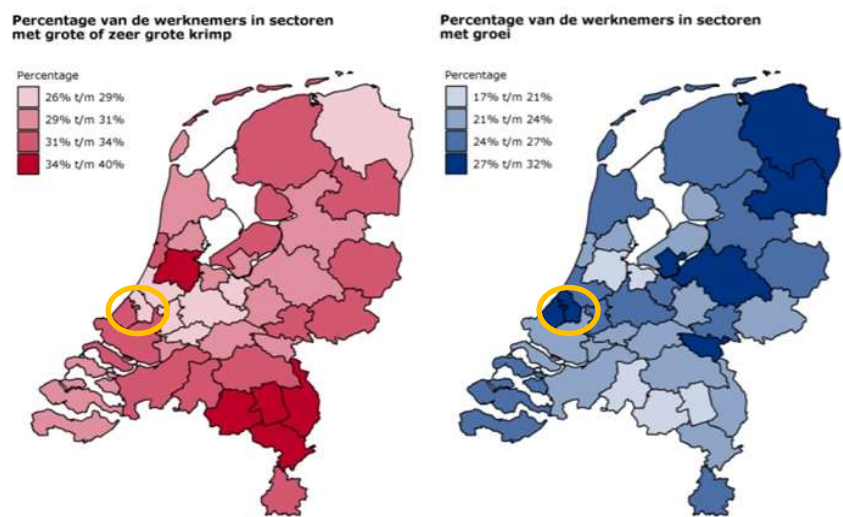 Percentage van de werknemers in sectoren
met grote of zeer grote krimp
Percentage
26% t/m 29%
29% t/m 31%
31% t/m 34%
34% t/m 40%
Percentage van de werknemers in sectoren
met groei
Percentage
17% t/m 21%
21% t/m 24%
24% t/m 27%
27% t/m 32%